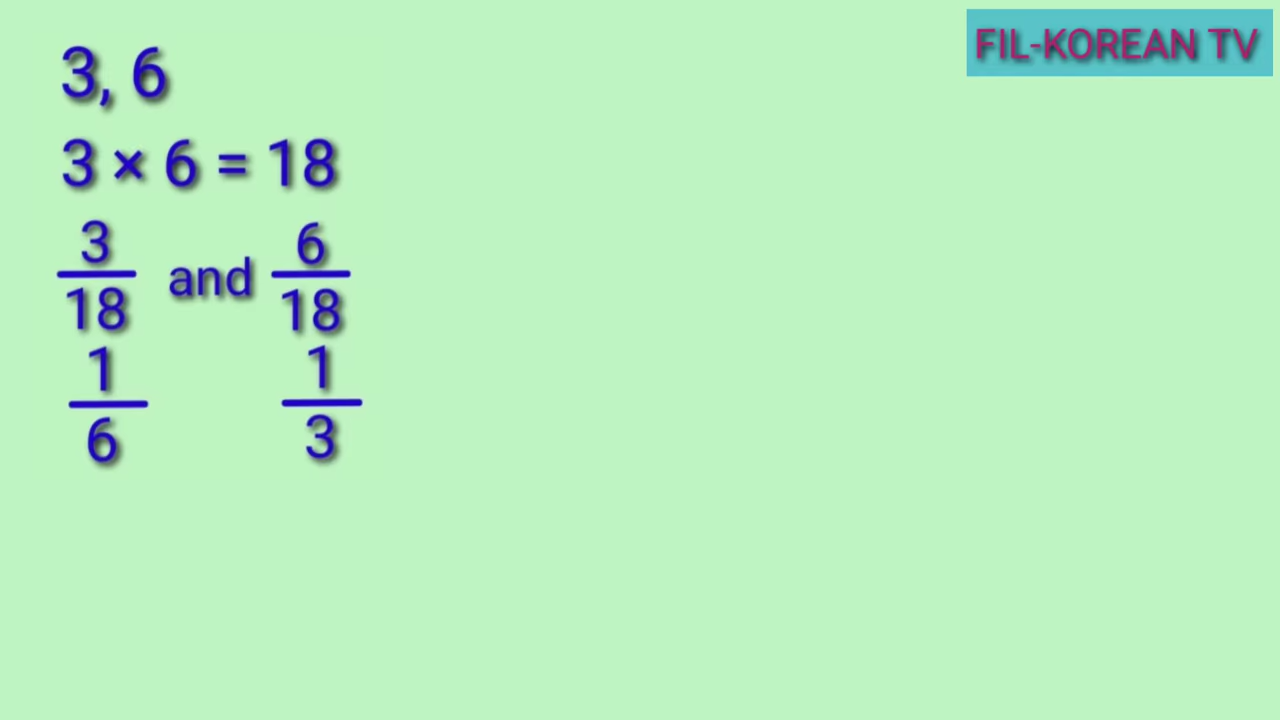 FIL-KOREAN TV
3, 6
3 × 6 = 18
3/18 and 6/18
1/6 1/3